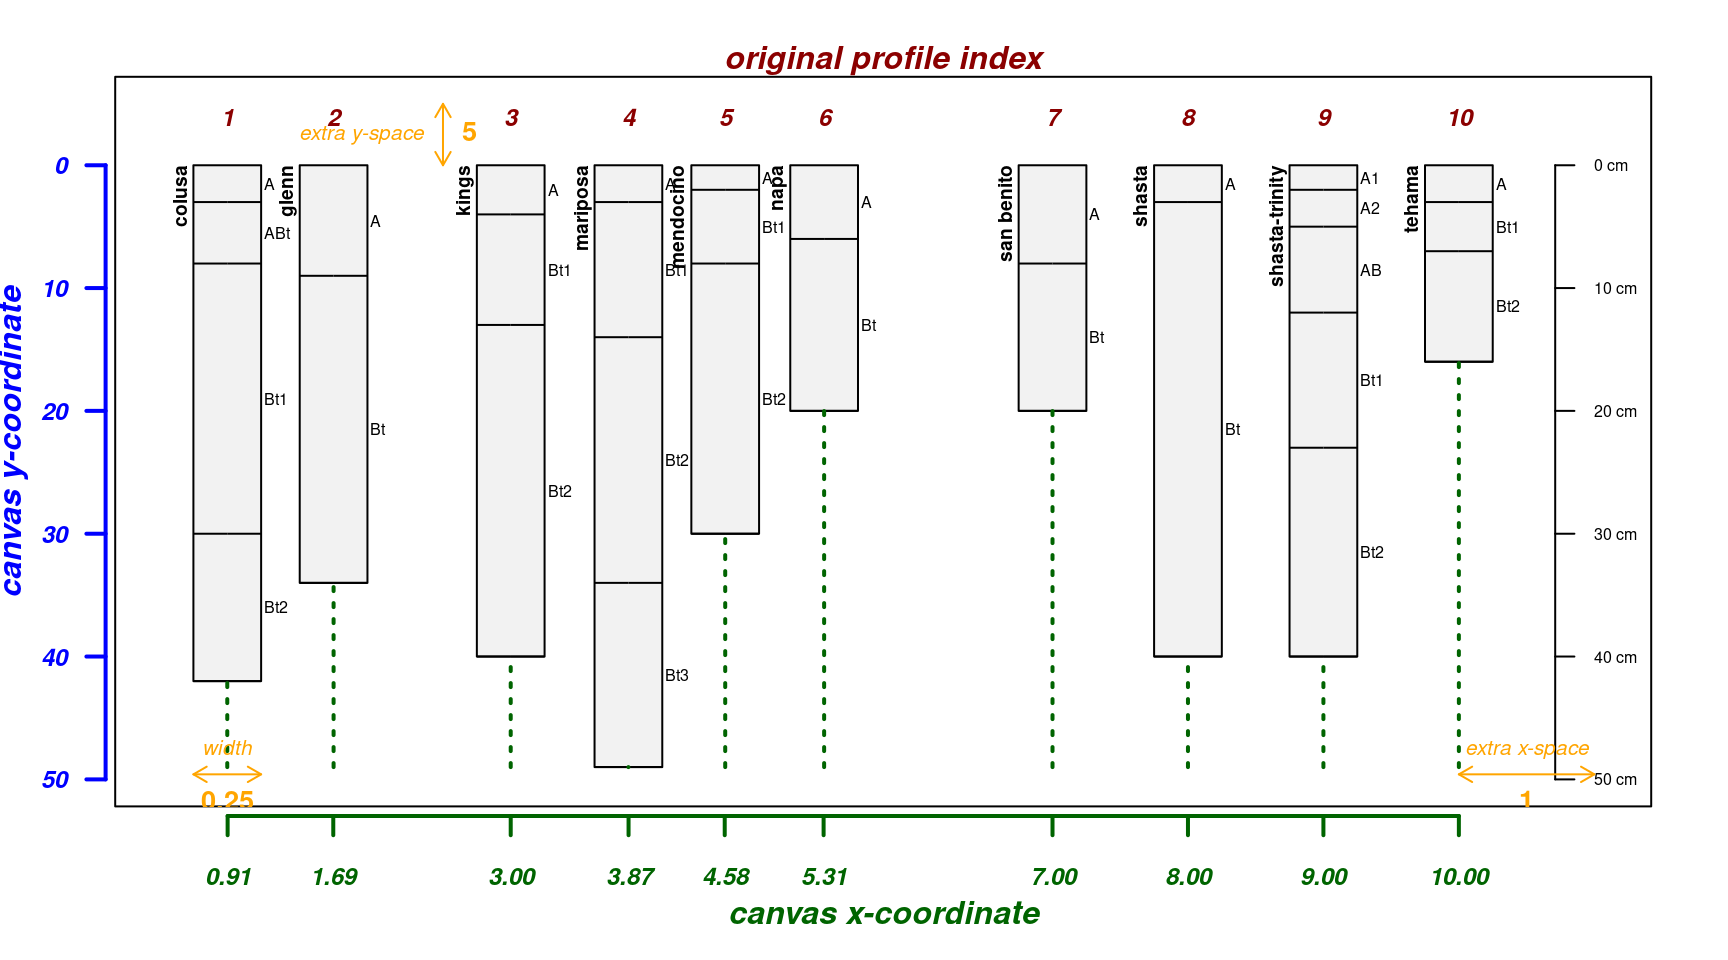 original profile index
1 2 3 4 5 6 7 8 9 10
extra y-space 5
canvas y-coordinate
0
10
20
30
40
50
colusa
A
ABt
Bt1
Bt2
glenn
A
Bt
kings
A
Bt1
Bt2
mariposa
A
Bt1
Bt2
Bt3
mendocino
A
Bt1
Bt2
napa
A
Bt
san benito
A
Bt
shasta
A
Bt
shasta-trinity
A1
A2
AB
Bt1
Bt2
tehama
A
Bt1
Bt2
0 cm
10 cm
20 cm
30 cm
40 cm
50 cm
width
0.25
extra x-space
1
0.91 1.69 3.00 3.87 4.58 5.31 7.00 8.00 9.00 10.00
canvas x-coordinate